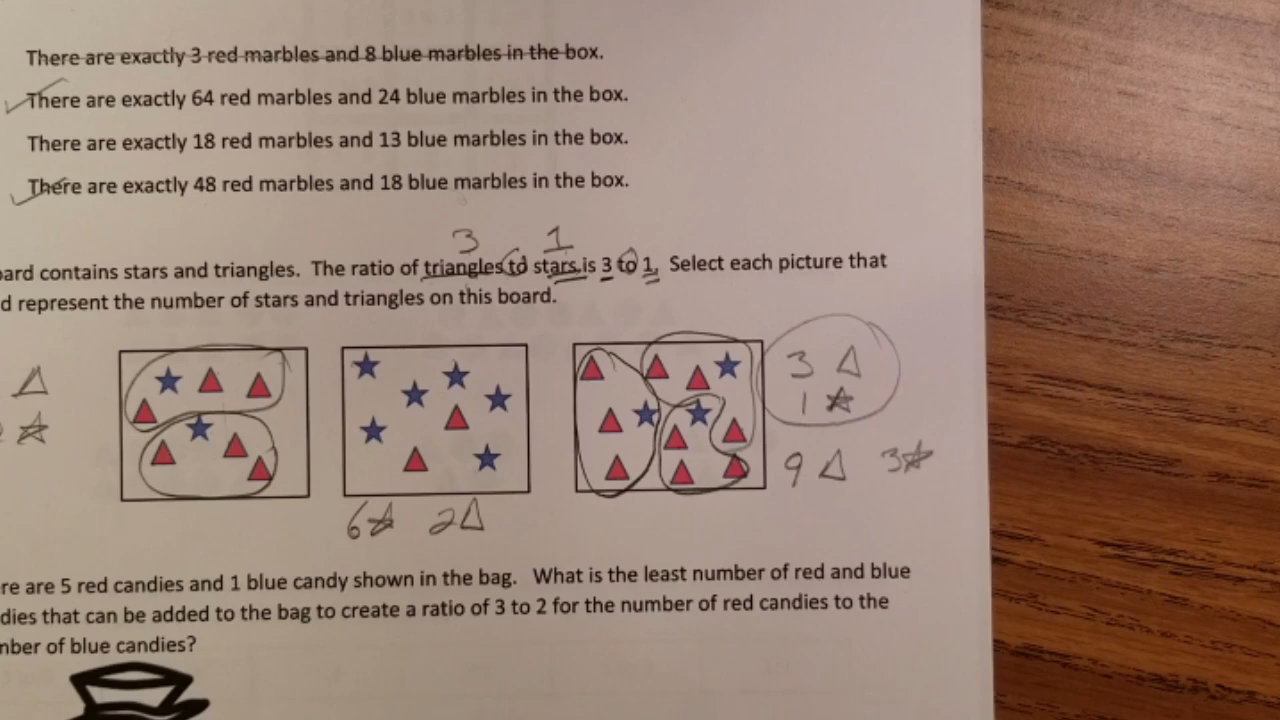 There are exactly 3 red marbles and 8 blue marbles in the box.
There are exactly 64 red marbles and 24 blue marbles in the box.
There are exactly 18 red marbles and 13 blue marbles in the box.
There are exactly 48 red marbles and 18 blue marbles in the box.
3 1
contains stars and triangles. The ratio of triangles to stars is 3 to 1. Select each picture that
represent the number of stars and triangles on this board.
3
1
9 3
6 2
are 5 red candies and 1 blue candy shown in the bag. What is the least number of red and blue
that can be added to the bag to create a ratio of 3 to 2 for the number of red candies to the
of blue candies?